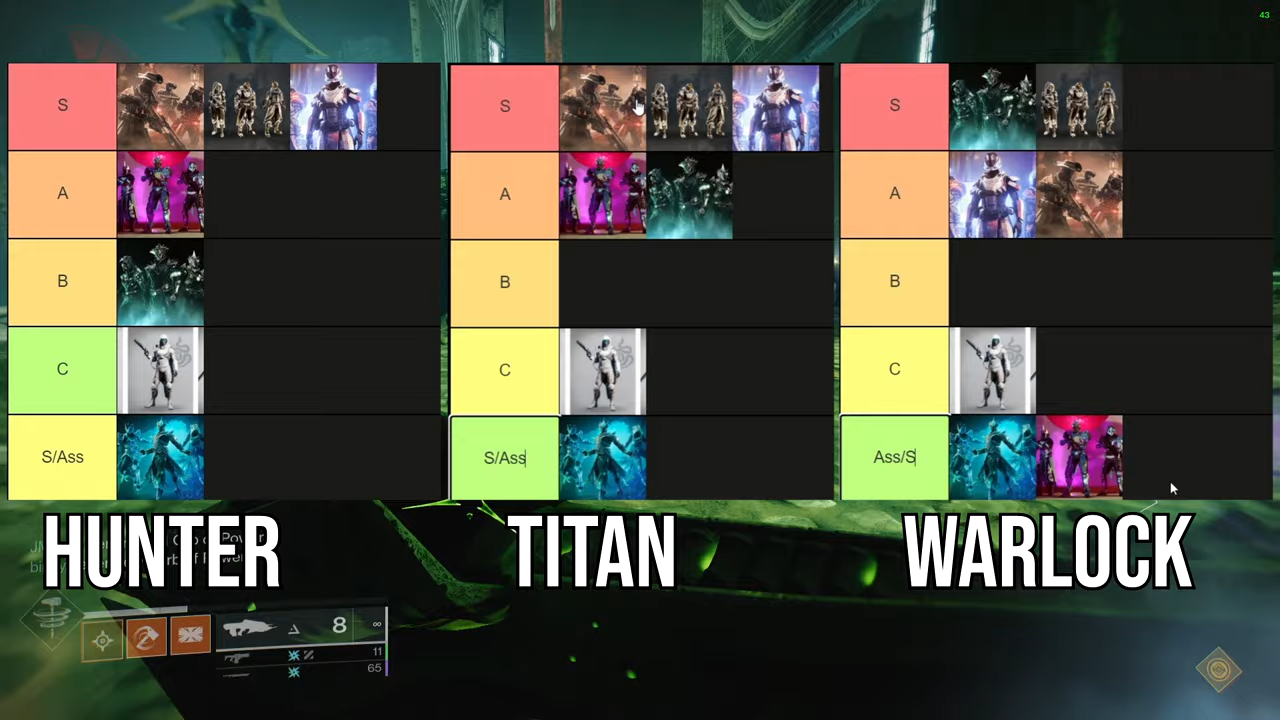 43
S
A
B
C
S/Ass
S
A
B
C
S/Ass
S
A
B
C
Ass/S
HUNTER
TITAN
WARLOCK
8
∞
11
65